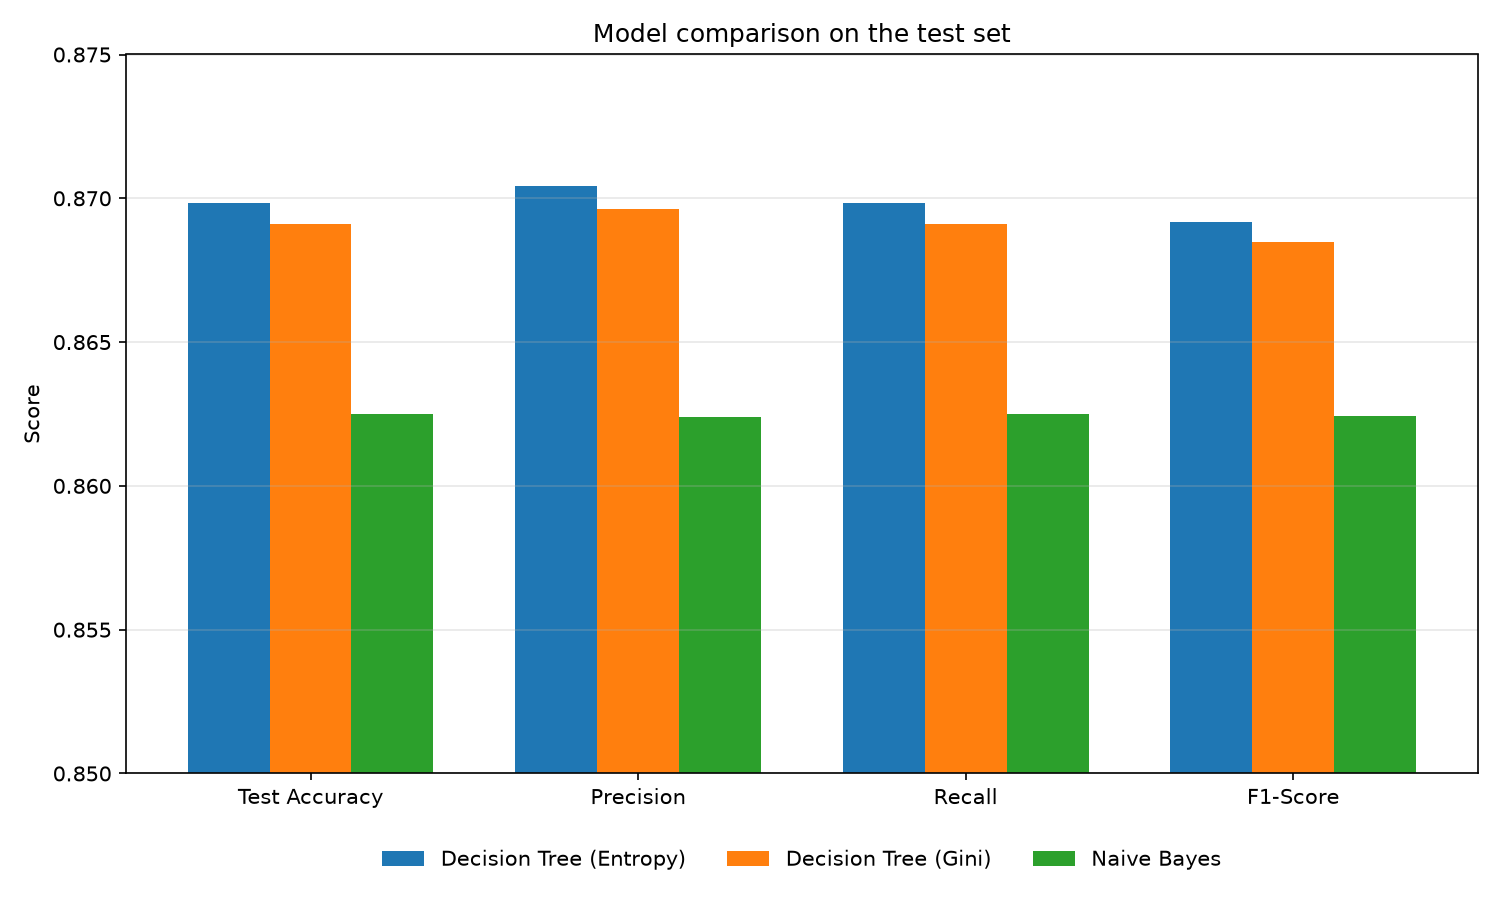 Model comparison on the test set
0.875
0.870
0.865
0.860
0.855
0.850
Score
Test Accuracy Precision Recall F1-Score
Decision Tree (Entropy) Decision Tree (Gini) Naive Bayes